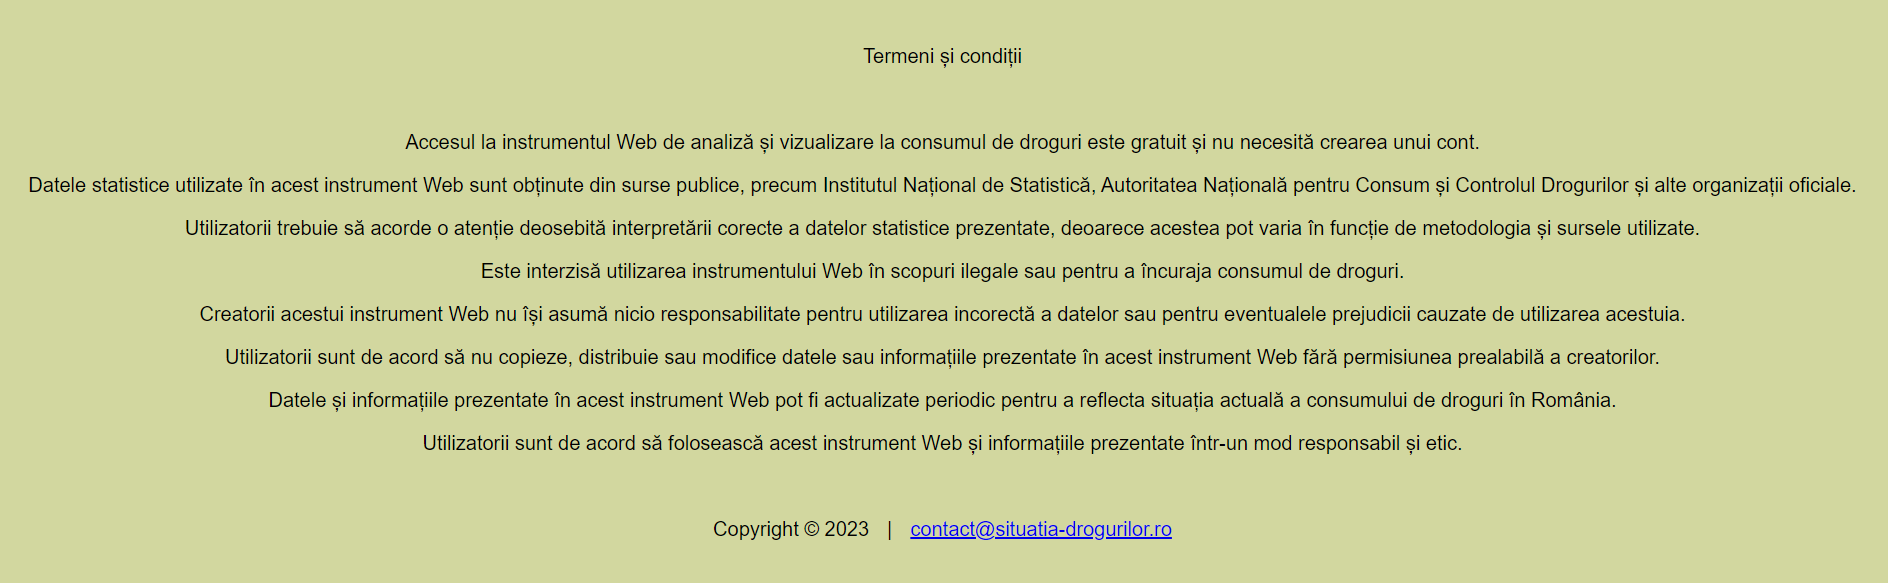 Termeni și condiții
Accesul la instrumentul Web de analiză și vizualizare la consumul de droguri este gratuit și nu necesită crearea unui cont.
Datele statistice utilizate în acest instrument Web sunt obținute din surse publice, precum Institutul Național de Statistică, Autoritatea Națională pentru Consum și Controlul Drogurilor și alte organizații oficiale.
Utilizatorii trebuie să acorde o atenție deosebită interpretării corecte a datelor statistice prezentate, deoarece acestea pot varia în funcție de metodologia și sursele utilizate.
Este interzisă utilizarea instrumentului Web în scopuri ilegale sau pentru a încuraja consumul de droguri.
Creatorii acestui instrument Web nu își asumă nicio responsabilitate pentru utilizarea incorectă a datelor sau pentru eventualele prejudicii cauzate de utilizarea acestuia.
Utilizatorii sunt de acord să nu copieze, distribuie sau modifice datele sau informațiile prezentate în acest instrument Web fără permisiunea prealabilă a creatorilor.
Datele și informațiile prezentate în acest instrument Web pot fi actualizate periodic pentru a reflecta situația actuală a consumului de droguri în România.
Utilizatorii sunt de acord să folosească acest instrument Web și informațiile prezentate într-un mod responsabil și etic.
Copyright © 2023 | contact@situatia-drogurilor.ro